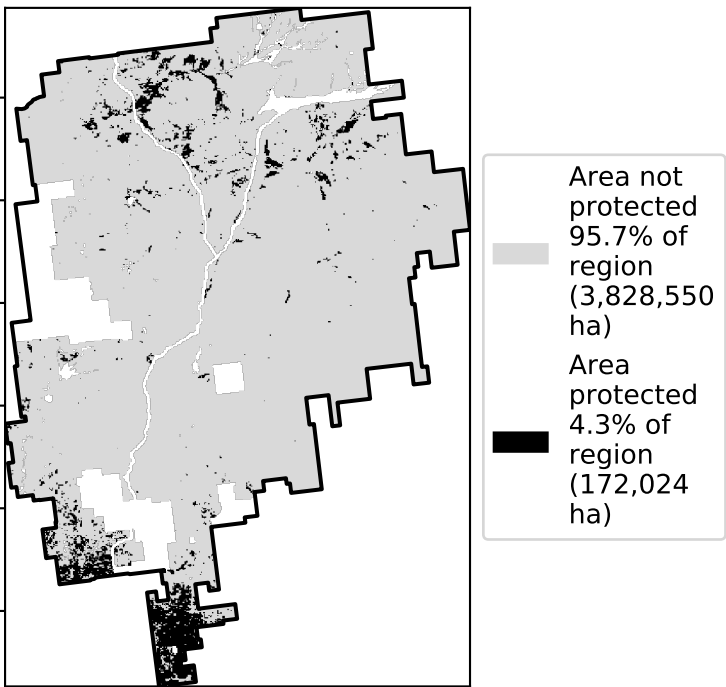 Area not
protected
95.7% of
region
(3,828,550
ha)
Area
protected
4.3% of
region
(172,024
ha)